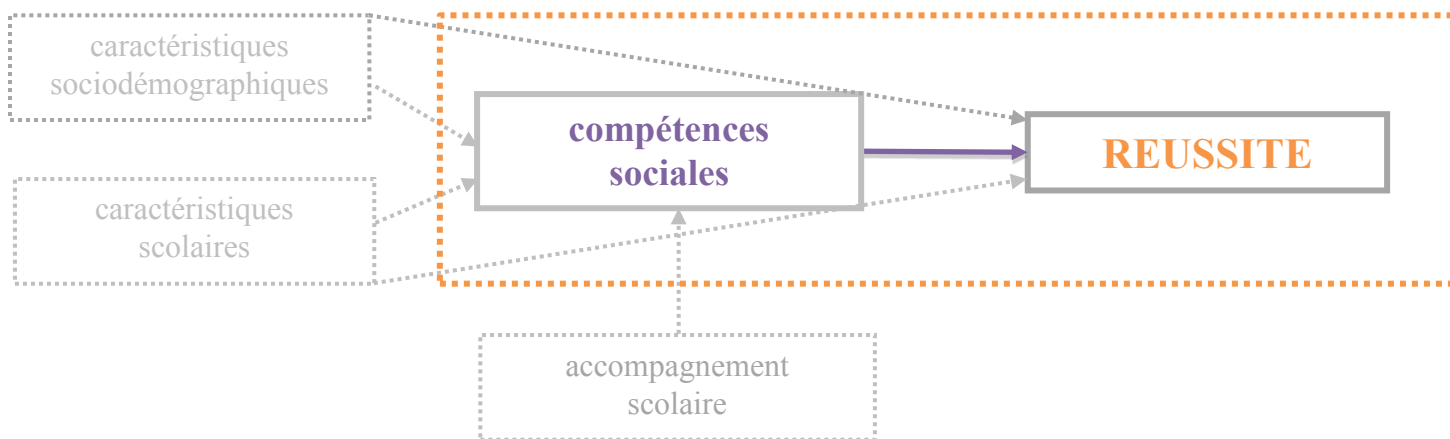 caractéristiques
sociodémographiques
compétences
sociales
REUSSITE
caractéristiques
scolaires
accompagnement
scolaire